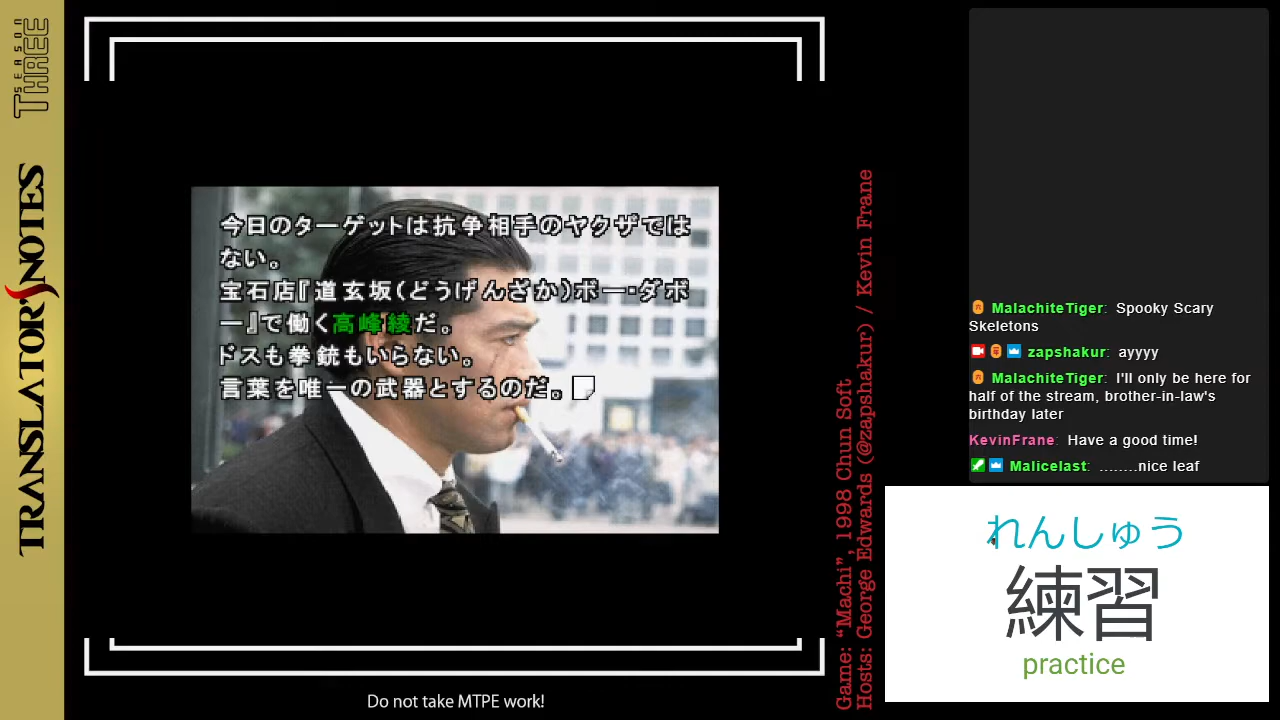 SEASON
THREE
TRANSLATOR'S NOTES
今日のターゲットは抗争相手のヤクザでは
ない。
宝石店『道玄坂(どうげんざか)ボー・ダボ
ー』で働く高峰綾だ。
ドスも拳銃もいらない。
言葉を唯一の武器とするのだ。
Do not take MTPE work!
Game: “Machi”, 1998 Chun Soft
Hosts: George Edwards (@zapshakur) / Kevin Frane
MalachiteTiger: Spooky Scary
Skeletons
zapshakur: ayyyy
MalachiteTiger: I'll only be here for
half of the stream, brother-in-law's
birthday later
KevinFrane: Have a good time!
Malicelast: ........nice leaf
れんしゅう
練習
practice